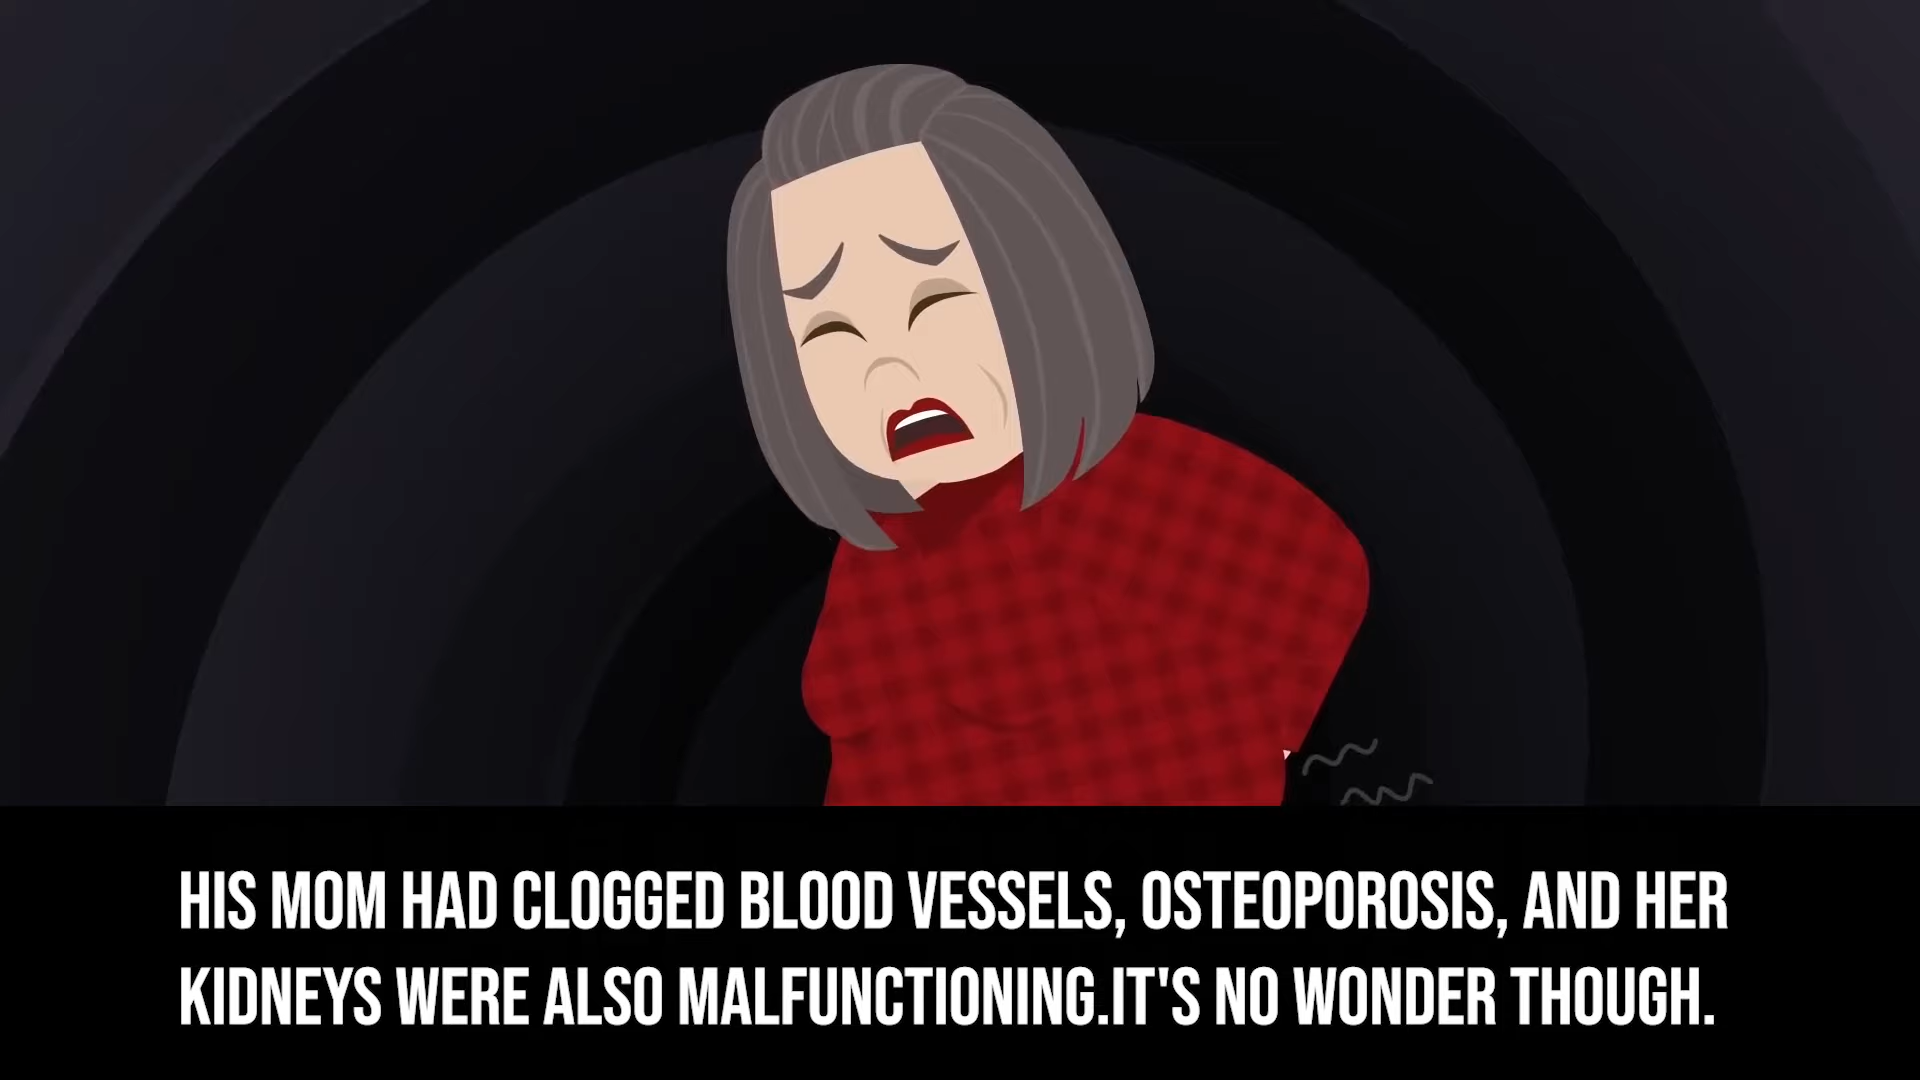 HIS MOM HAD CLOGGED BLOOD VESSELS, OSTEOPOROSIS, AND HER
KIDNEYS WERE ALSO MALFUNCTIONING.IT'S NO WONDER THOUGH.